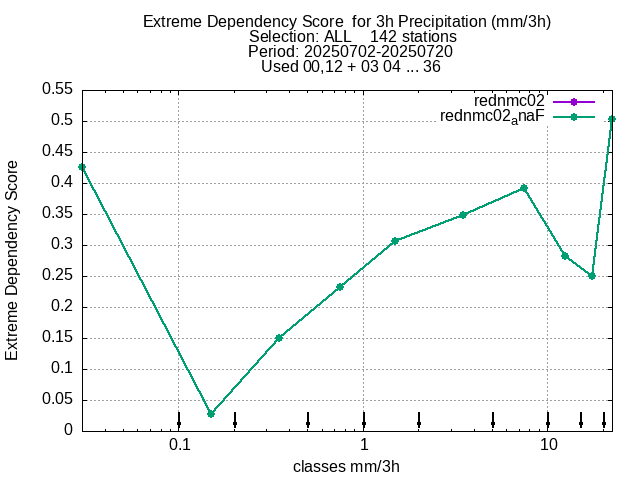 Extreme Dependency Score  for 3h Precipitation (mm/3h)
Selection: ALL    142 stations
Period: 20250702-20250720
Used 00,12 + 03 04 ... 36
rednmc02
rednmc02anaF
0.55
0.5
0.45
0.4
0.35
0.3
0.25
0.2
0.15
0.1
0.05
0
Extreme Dependency Score
0.1 1 10
classes mm/3h